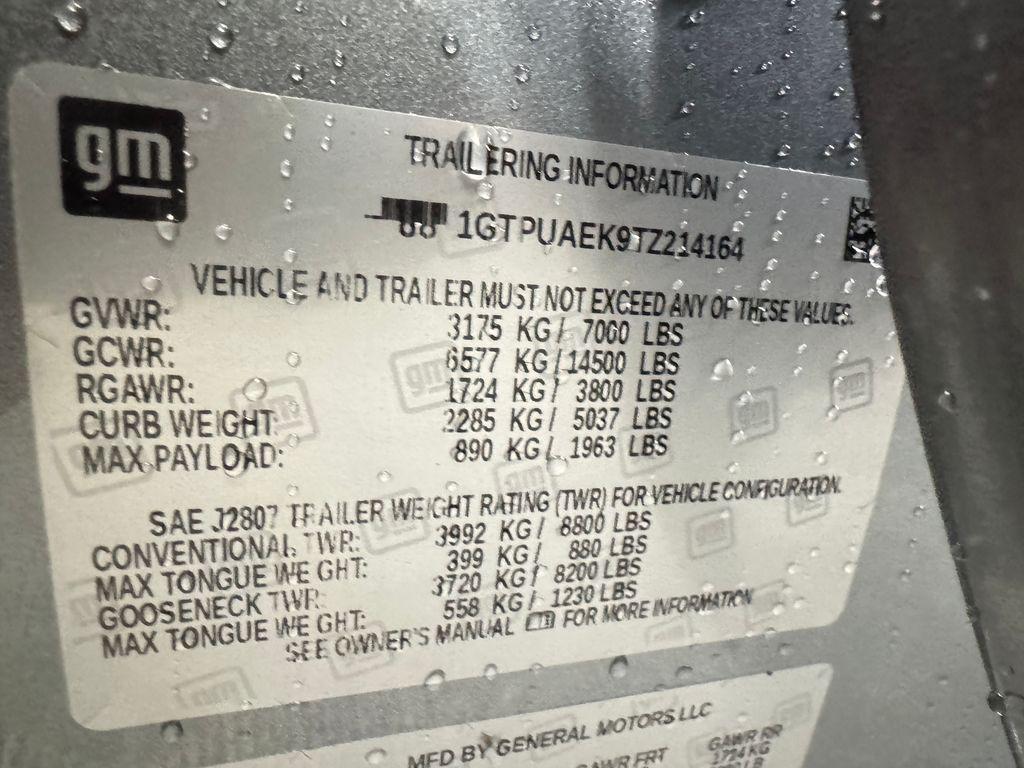 gm
TRAILERING INFORMATION
1GTPUAEK9TZ214164
VEHICLE AND TRAILER MUST NOT EXCEED ANY OF THESE VALUES.
GVWR: 3175 KG/ 7000 LBS
GCWR: 6577 KG/14500 LBS
RGAWR: 1724 KG/ 3800 LBS
CURB WEIGHT: 2285 KG/ 5037 LBS
MAX PAYLOAD: 890 KG/ 1963 LBS
SAE J2807 TRAILER WEIGHT RATING (TWR) FOR VEHICLE CONFIGURATION.
CONVENTIONAL TWR: 3992 KG/ 8800 LBS
MAX TONGUE WEIGHT: 399 KG/ 880 LBS
GOOSENECK TWR: 3720 KG/ 8200 LBS
MAX TONGUE WEIGHT: 558 KG/ 1230 LBS
SEE OWNER'S MANUAL FOR MORE INFORMATION
MFD BY GENERAL MOTORS LLC
GAWR FRT GAWR RR
1724 KG